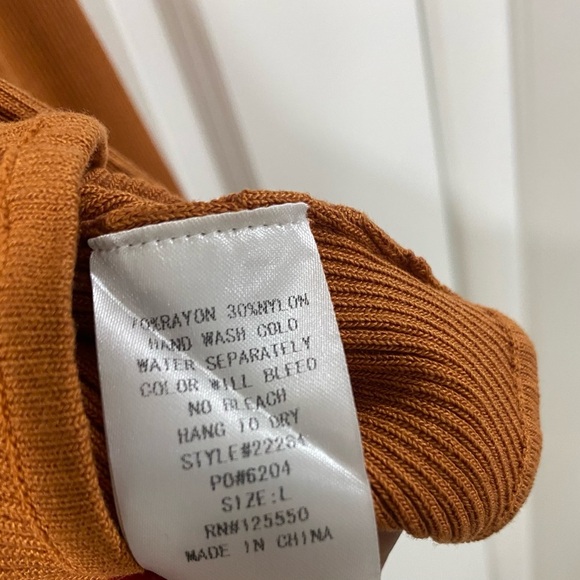 70%RAYON 30%NYLON
HAND WASH COLD
WATER SEPARATELY
COLOR WILL BLEED
NO BLEACH
HANG TO DRY
STYLE#22264
PO#6204
SIZE:L
RN#125550
MADE IN CHINA